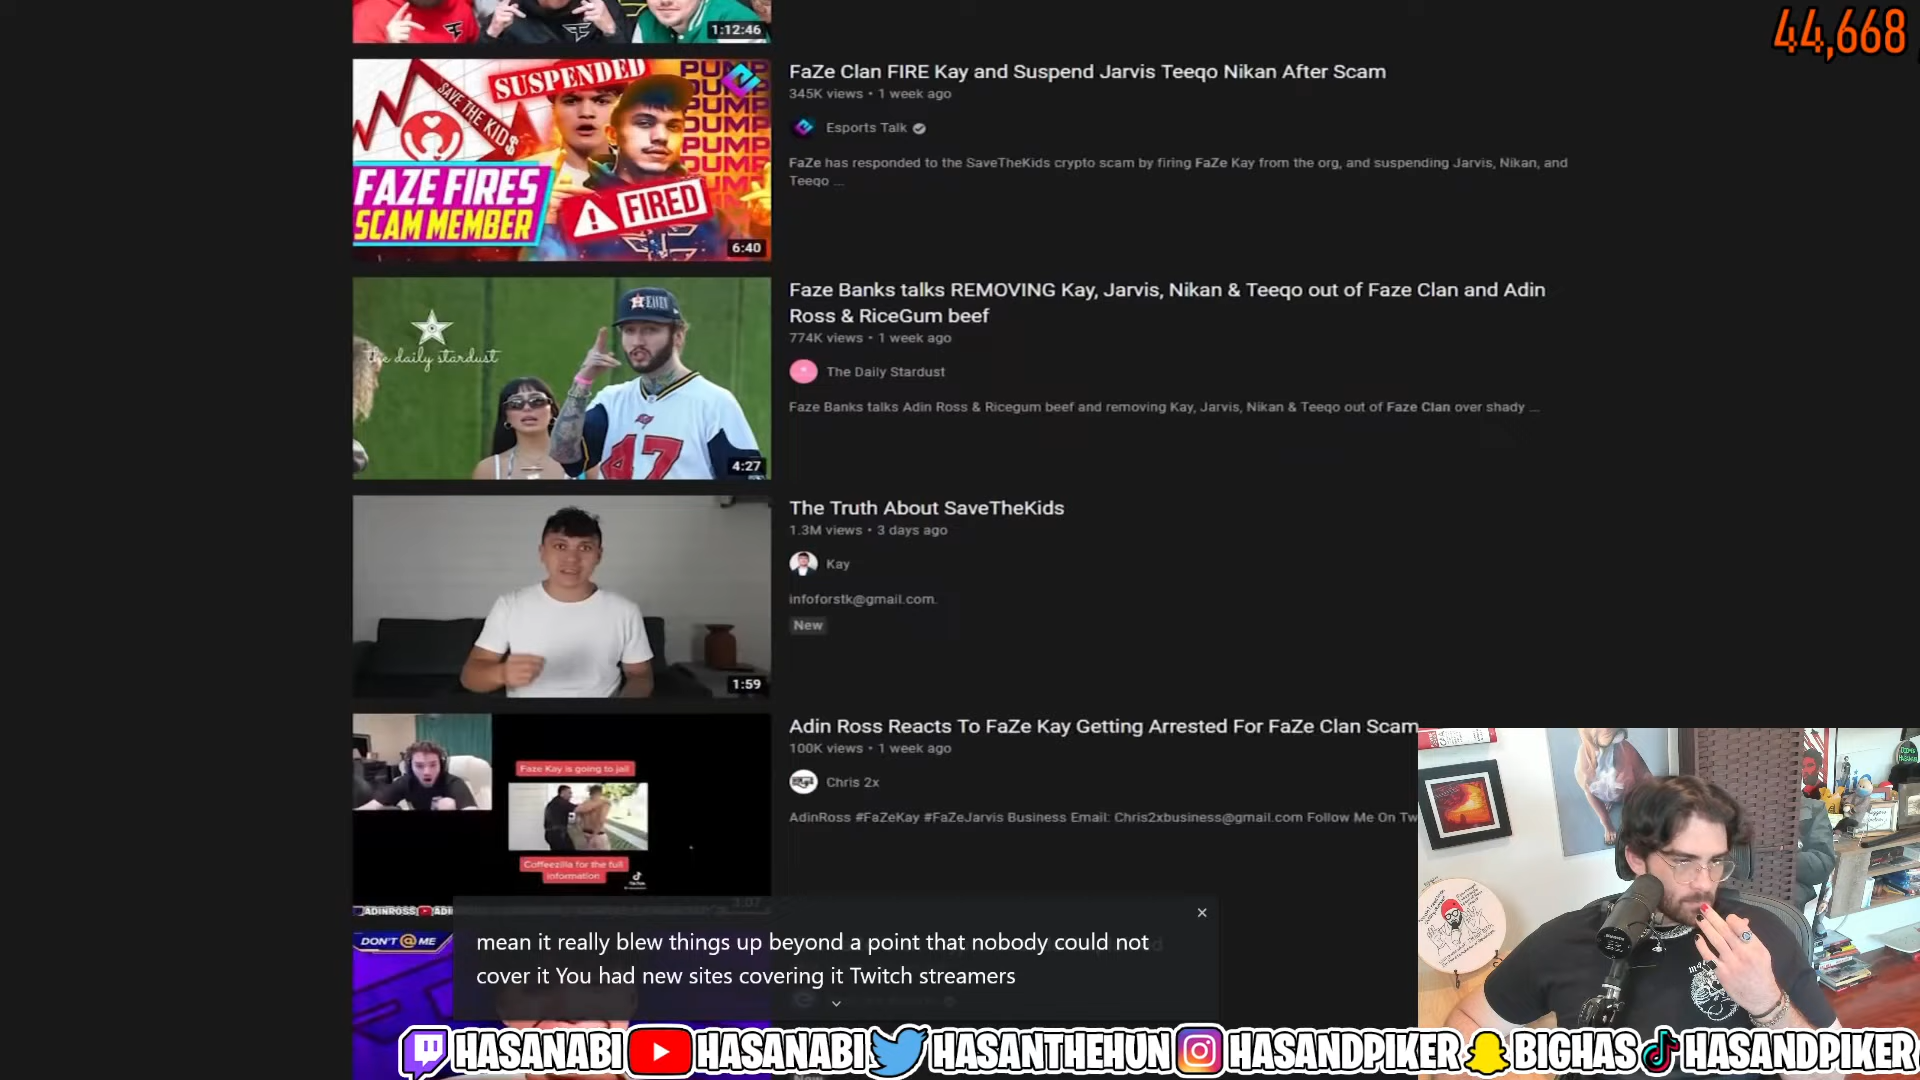 44,668
1:12:46
SUSPENDED
SAVE THE KIDS
PUMP
PUMP
PUMP
PUMP
PUMP
PUMP
FAZE FIRES
SCAM MEMBER
FIRED
6:40
FaZe Clan FIRE Kay and Suspend Jarvis Teeqo Nikan After Scam
345K views • 1 week ago
Esports Talk
FaZe has responded to the SaveTheKids crypto scam by firing FaZe Kay from the org, and suspending Jarvis, Nikan, and
Teeqo ...
the daily stardust
47
4:27
Faze Banks talks REMOVING Kay, Jarvis, Nikan & Teeqo out of Faze Clan and Adin
Ross & RiceGum beef
774K views • 1 week ago
The Daily Stardust
Faze Banks talks Adin Ross & Ricegum beef and removing Kay, Jarvis, Nikan & Teeqo out of Faze Clan over shady ...
1:59
The Truth About SaveTheKids
1.3M views • 3 days ago
Kay
infoforstk@gmail.com.
New
Faze Kay is going to jail
Coffeezilla for the full
information
ADINROSS
ADI
1:07
Adin Ross Reacts To FaZe Kay Getting Arrested For FaZe Clan Scam
100K views • 1 week ago
Chris 2x
AdinRoss #FaZeKay #FaZeJarvis Business Email: Chris2xbusiness@gmail.com Follow Me On Tw
DON'T @ ME
mean it really blew things up beyond a point that nobody could not
cover it You had new sites covering it Twitch streamers
HASANABI HASANABI HASANTHEHUN HASANDPIKER BIGHAS HASANDPIKER